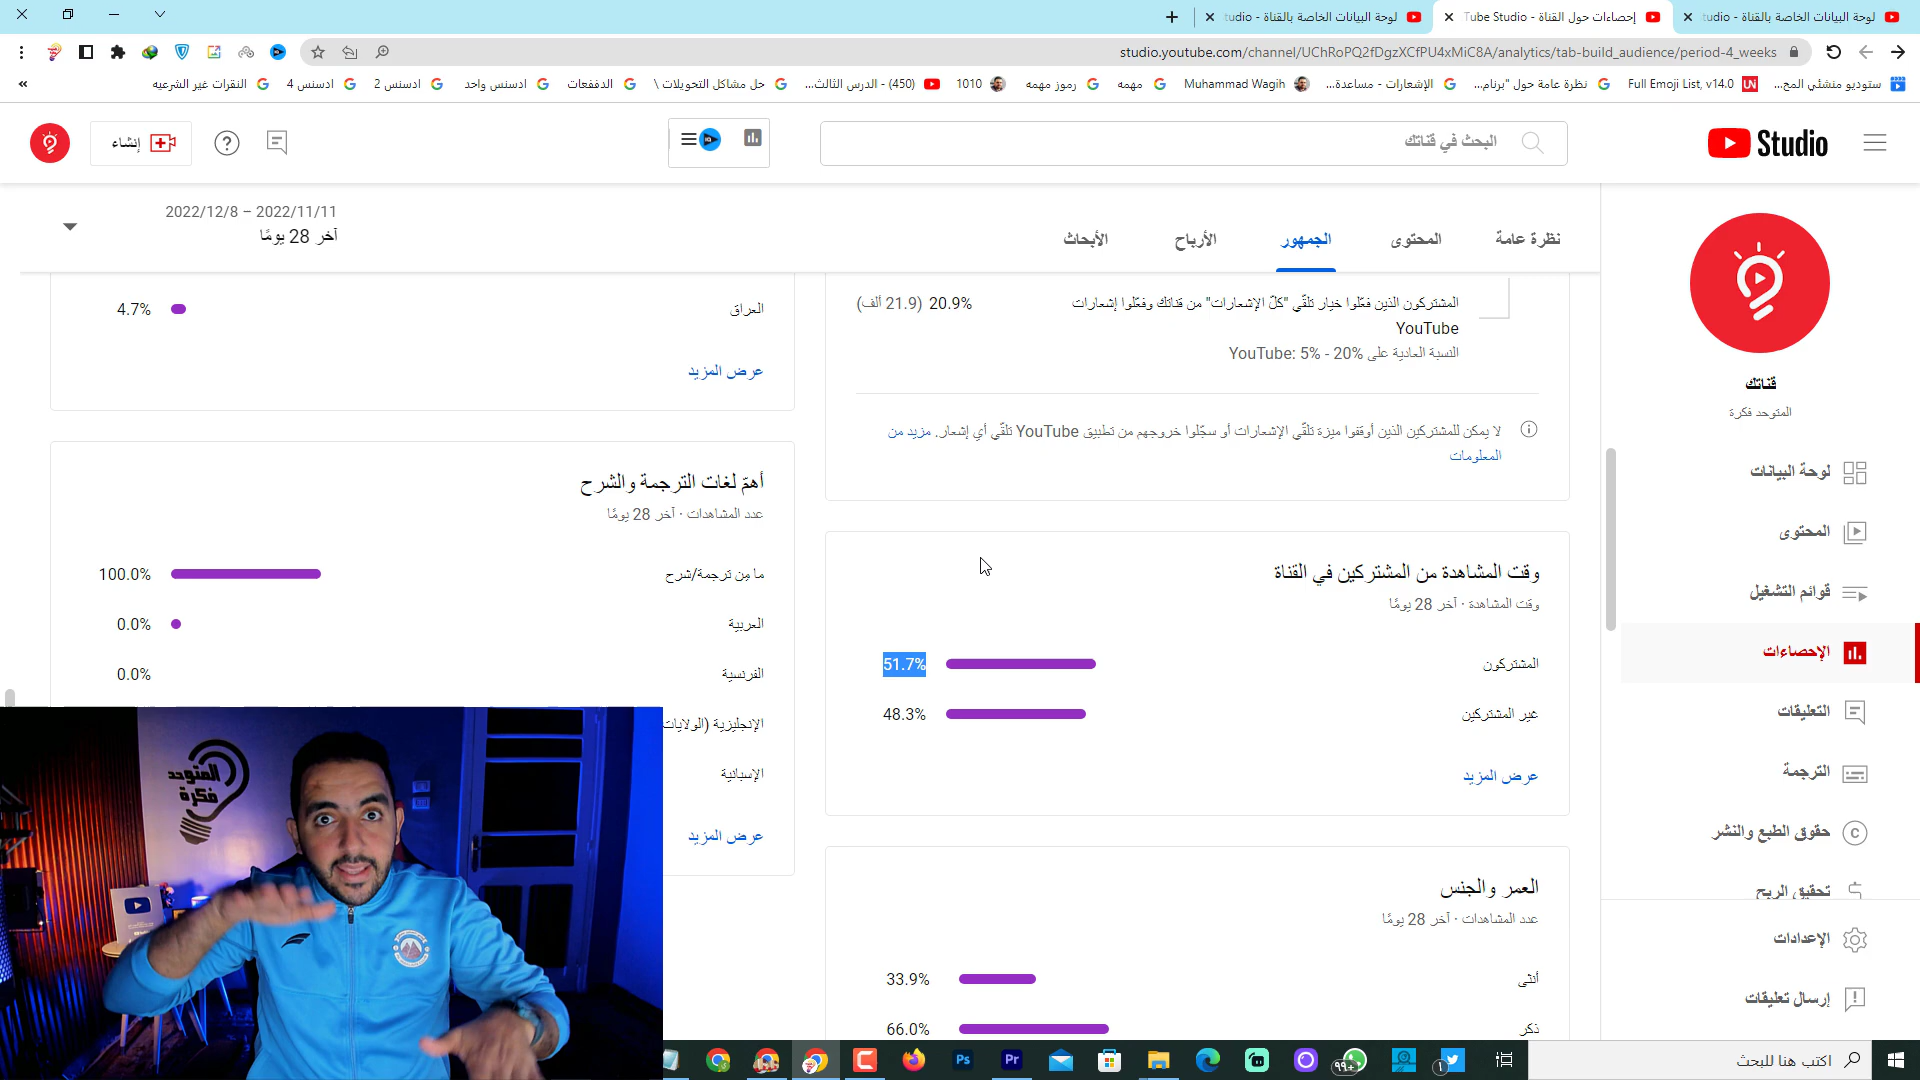 لوحة البيانات الخاصة بالقناة - tudio
إحصاءات حول القناة - Tube Studio
لوحة البيانات الخاصة بالقناة - tudio
studio.youtube.com/channel/UChRoPQ2fDgzXCfPU4xMiC8A/analytics/tab-build_audience/period-4_weeks
ستوديو منشئي المح...
Full Emoji List, v14.0
نظرة عامة حول "برنام...
الإشعارات - مساعدة...
Muhammad Wagih
مهمه
رموز مهمه
1010
(450) - الدرس الثالث...
حل مشاكل التحويلات \
الدفقعات
ادسنس واحد
ادسنس 2
ادسنس 4
النقرات غير الشرعيه
Studio
البحث في قناتك
إنشاء
نظرة عامة
المحتوى
الجمهور
الأرباح
الأبحاث
2022/12/8 – 2022/11/11
آخر 28 يومًا
قناتك
المتوحد فكرة
لوحة البيانات
المحتوى
قوائم التشغيل
الإحصاءات
التعليقات
الترجمة
حقوق الطبع والنشر
تحقيق الربح
الإعدادات
إرسال تعليقات
المشتركون الذين فعّلوا خيار تلقّي "كلّ الإشعارات" من قناتك وفعّلوا إشعارات
YouTube
20.9% (21.9 ألف)
النسبة العادية على YouTube: 5% - 20%
لا يمكن للمشتركين الذين أوقفوا ميزة تلقّي الإشعارات أو سجّلوا خروجهم من تطبيق YouTube تلقّي أي إشعار. مزيد من
المعلومات
وقت المشاهدة من المشتركين في القناة
وقت المشاهدة · آخر 28 يومًا
المشتركون 51.7%
غير المشتركين 48.3%
عرض المزيد
العمر والجنس
عدد المشاهدات · آخر 28 يومًا
أنثى 33.9%
ذكر 66.0%
العراق 4.7%
عرض المزيد
أهمّ لغات الترجمة والشرح
عدد المشاهدات · آخر 28 يومًا
ما من ترجمة/شرح 100.0%
العربية 0.0%
الفرنسية 0.0%
الإنجليزية (الولايات
الإسبانية
عرض المزيد
المتوحد
فكرة
اكتب هنا للبحث
Ps
Pr
99+